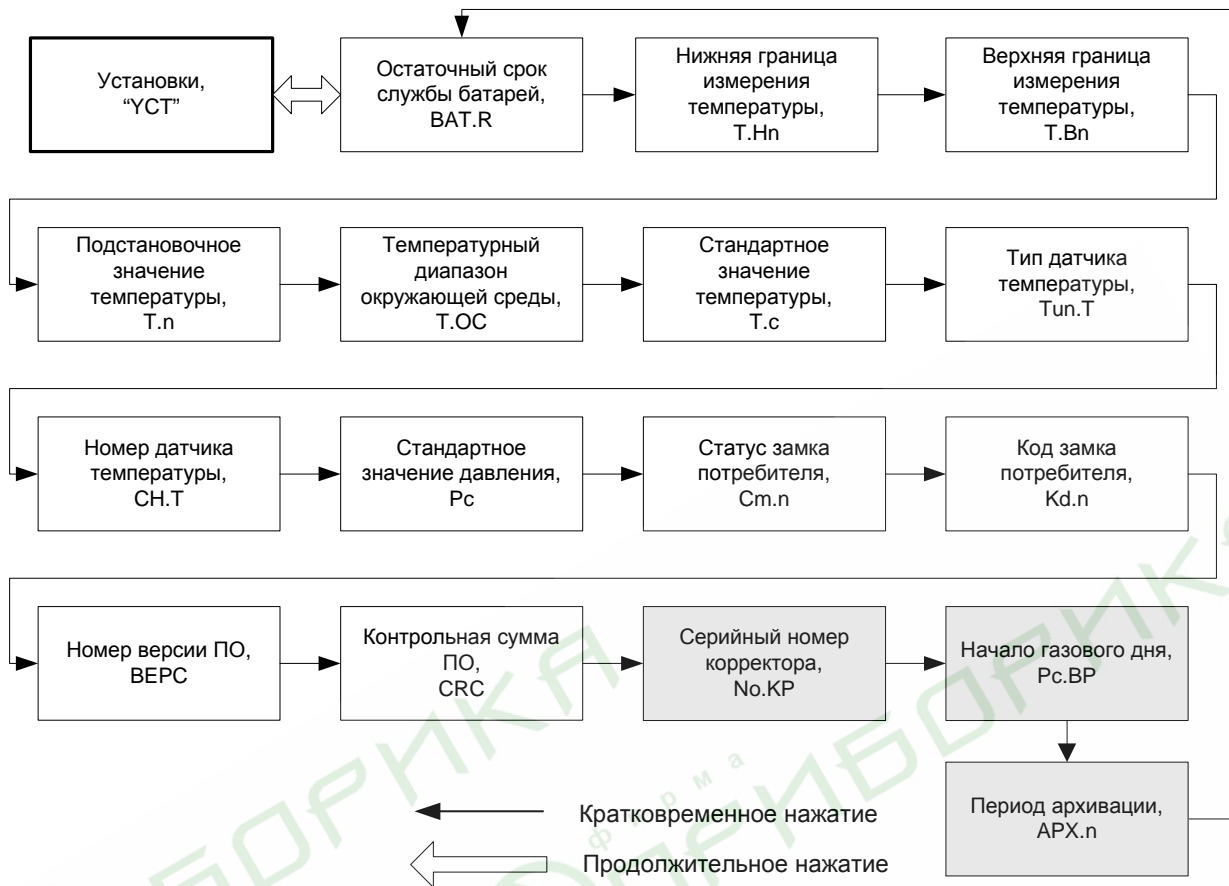 Установки,
“YCT”
Остаточный срок
службы батарей,
BAT.R
Нижняя граница
измерения
температуры,
T.Hn
Верхняя граница
измерения
температуры,
T.Bn
Подстановочное
значение
температуры,
T.n
Температурный
диапазон
окружающей среды,
T.OC
Стандартное
значение
температуры,
T.c
Тип датчика
температуры,
Tun.T
Номер датчика
температуры,
CH.T
Стандартное
значение давления,
Pc
Статус замка
потребителя,
Cm.n
Код замка
потребителя,
Kd.n
Номер версии ПО,
ВЕРС
Контрольная сумма
ПО,
CRC
Серийный номер
корректора,
No.KP
Начало газового дня,
Pc.BP
Период архивации,
APX.n
Кратковременное нажатие
Продолжительное нажатие
фирма